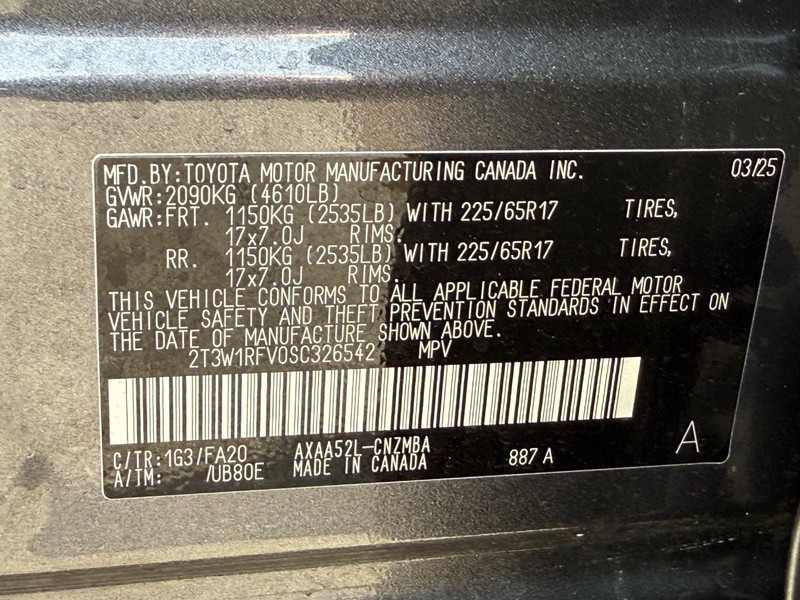 MFD. BY: TOYOTA MOTOR MANUFACTURING CANADA INC. 03/25
GVWR: 2090KG (4610LB)
GAWR: FRT. 1150KG (2535LB) WITH 225/65R17 TIRES,
17x7.0J RIMS.
RR. 1150KG (2535LB) WITH 225/65R17 TIRES,
17x7.0J RIMS.
THIS VEHICLE CONFORMS TO ALL APPLICABLE FEDERAL MOTOR
VEHICLE SAFETY AND THEFT PREVENTION STANDARDS IN EFFECT ON
THE DATE OF MANUFACTURE SHOWN ABOVE.
2T3W1RFV0SC326542 MPV
C/TR: 1G3/FA20 AXAA52L-CNZMBA 887 A A
A/TM: /UB80E MADE IN CANADA